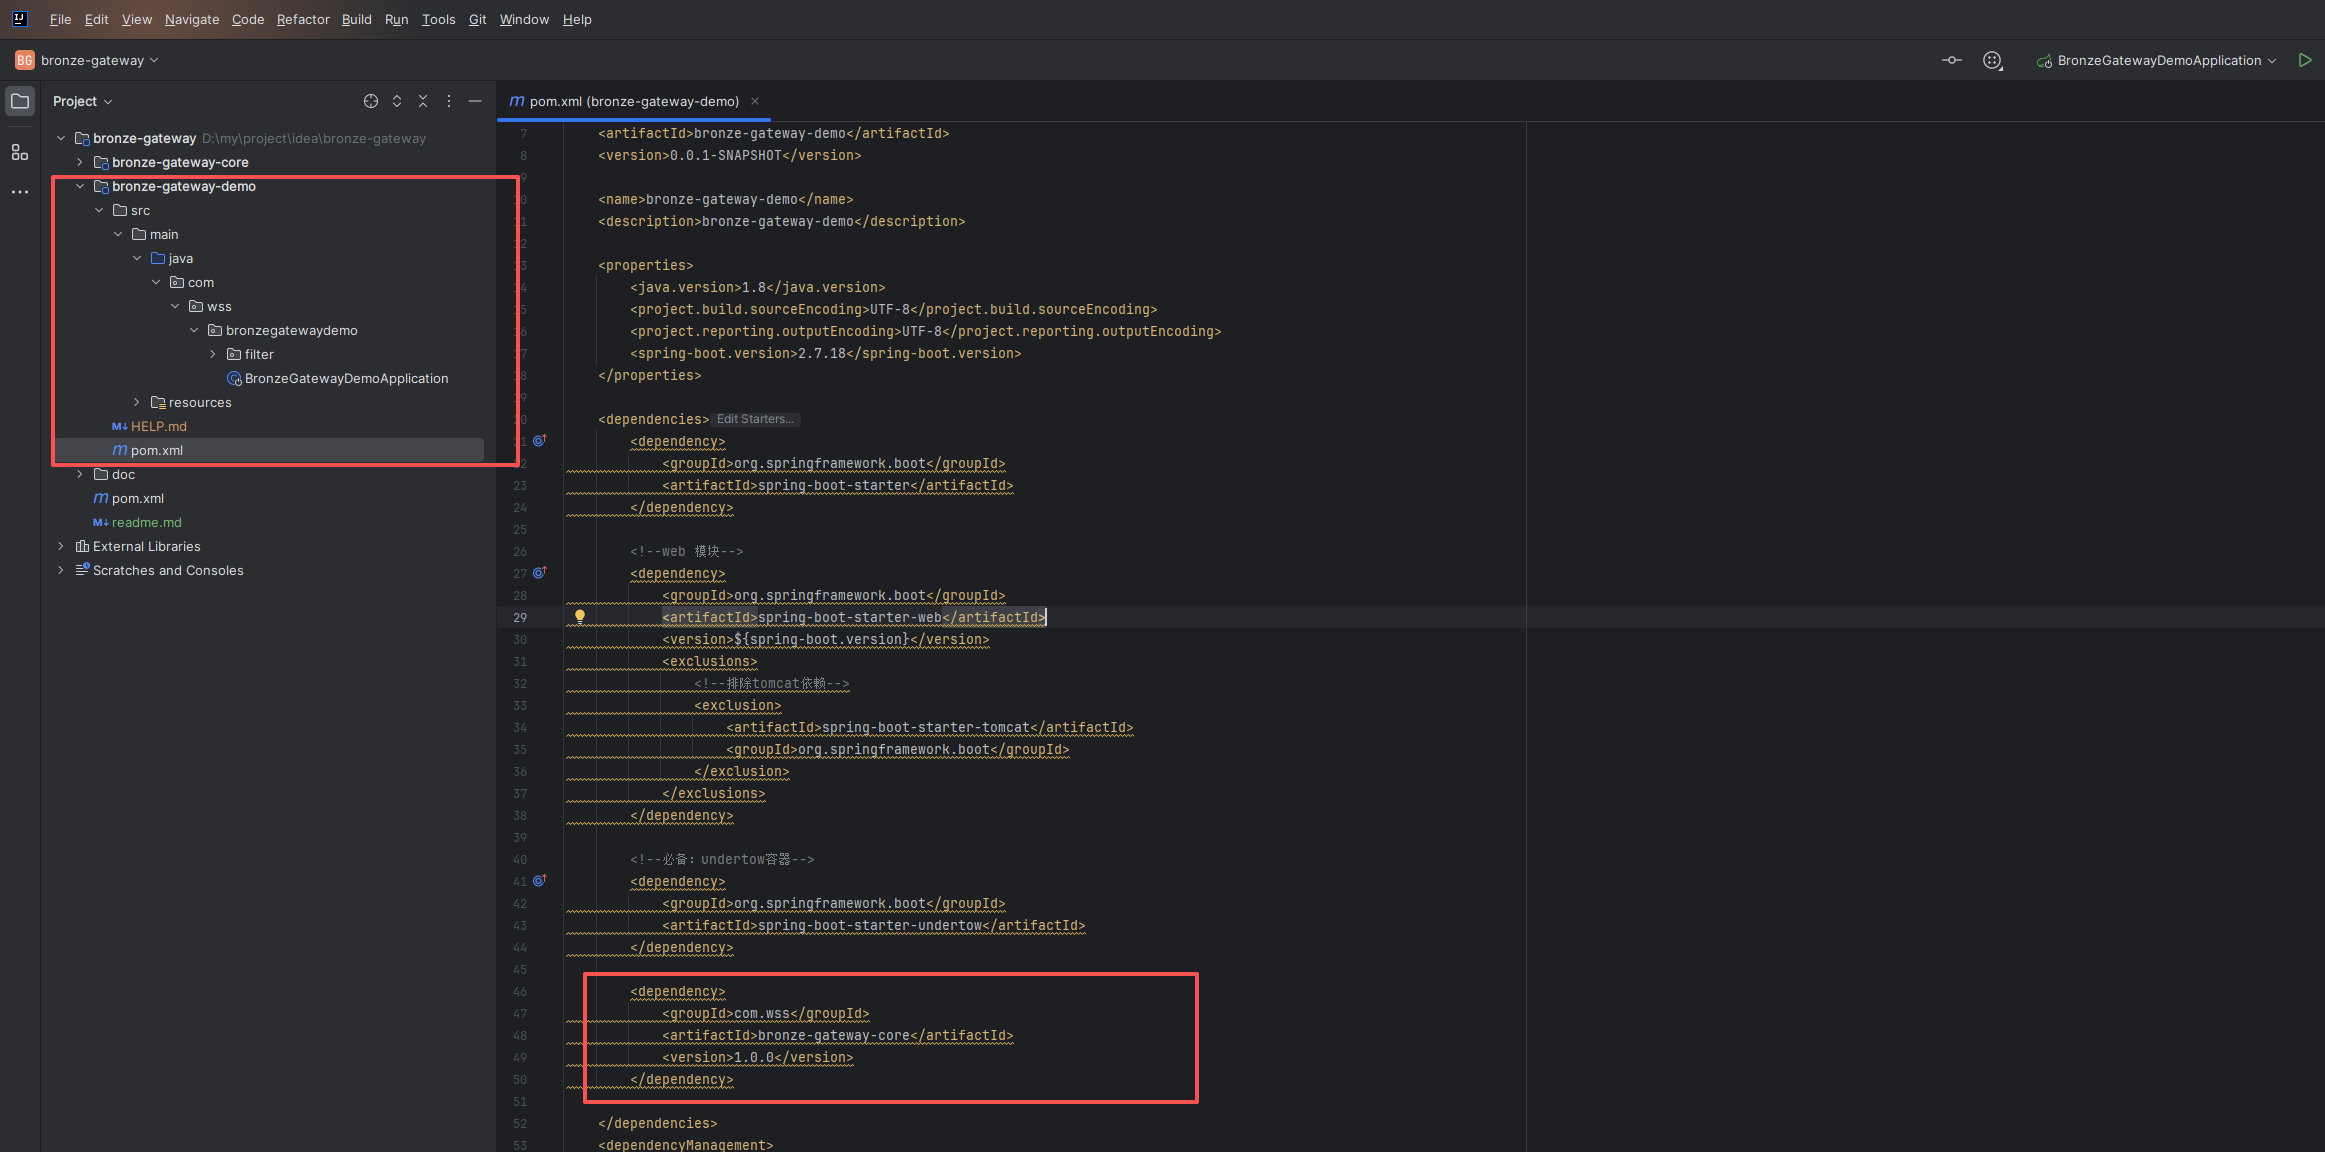 File Edit View Navigate Code Refactor Build Run Tools Git Window Help
BG bronze-gateway
BronzeGatewayDemoApplication
Project
bronze-gateway D:\my\project\idea\bronze-gateway
bronze-gateway-core
bronze-gateway-demo
src
main
java
com
wss
bronzegatewaydemo
filter
BronzeGatewayDemoApplication
resources
M↓ HELP.md
m pom.xml
doc
m pom.xml
M↓ readme.md
External Libraries
Scratches and Consoles
m pom.xml (bronze-gateway-demo)
7 <artifactId>bronze-gateway-demo</artifactId>
8 <version>0.0.1-SNAPSHOT</version>
9
10 <name>bronze-gateway-demo</name>
11 <description>bronze-gateway-demo</description>
12
13 <properties>
14 <java.version>1.8</java.version>
15 <project.build.sourceEncoding>UTF-8</project.build.sourceEncoding>
16 <project.reporting.outputEncoding>UTF-8</project.reporting.outputEncoding>
17 <spring-boot.version>2.7.18</spring-boot.version>
18 </properties>
19
20 <dependencies> Edit Starters...
21 <dependency>
22 <groupId>org.springframework.boot</groupId>
23 <artifactId>spring-boot-starter</artifactId>
24 </dependency>
25
26 <!--web 模块-->
27 <dependency>
28 <groupId>org.springframework.boot</groupId>
29 <artifactId>spring-boot-starter-web</artifactId>
30 <version>${spring-boot.version}</version>
31 <exclusions>
32 <!--排除tomcat依赖-->
33 <exclusion>
34 <artifactId>spring-boot-starter-tomcat</artifactId>
35 <groupId>org.springframework.boot</groupId>
36 </exclusion>
37 </exclusions>
38 </dependency>
39
40 <!--必备：undertow容器-->
41 <dependency>
42 <groupId>org.springframework.boot</groupId>
43 <artifactId>spring-boot-starter-undertow</artifactId>
44 </dependency>
45
46 <dependency>
47 <groupId>com.wss</groupId>
48 <artifactId>bronze-gateway-core</artifactId>
49 <version>1.0.0</version>
50 </dependency>
51
52 </dependencies>
53 <dependencyManagement>